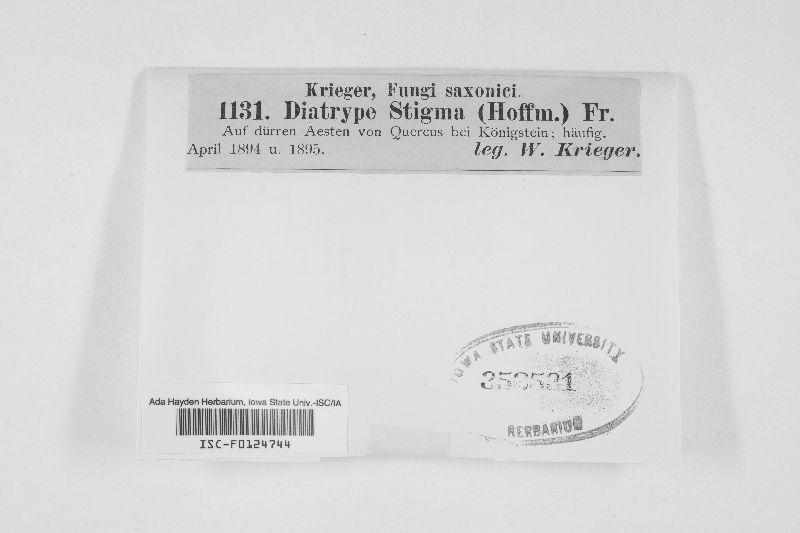 Krieger, Fungi saxonici.
1131. Diatrype Stigma (Hoffm.) Fr.
Auf dürren Aesten von Quercus bei Königstein; häufig.
April 1894 u. 1895. leg. W. Krieger.
IOWA STATE UNIVERSITY
HERBARIUM
Ada Hayden Herbarium, Iowa State Univ.-ISC/IA
ISC-F0124744